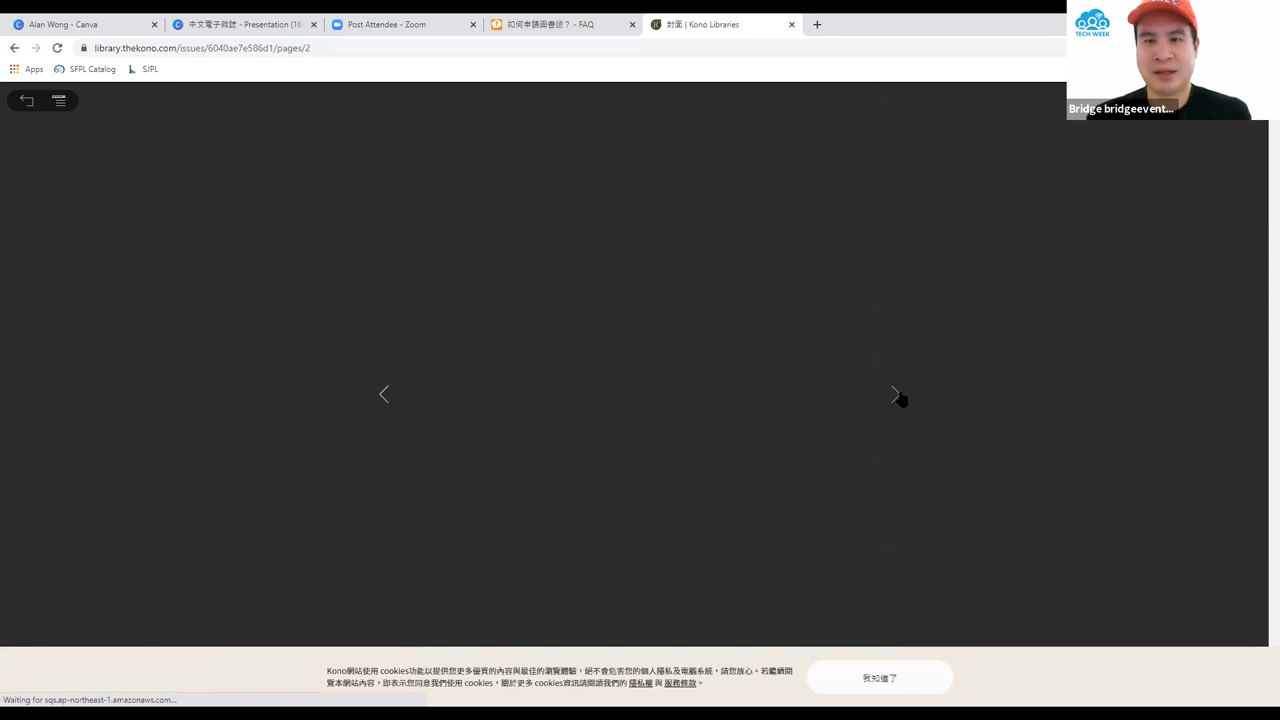 Alan Wong - Canva
中文電子雜誌 - Presentation (16:
Post Attendee - Zoom
如何申請圖書證？ - FAQ
封面 | Kono Libraries
library.thekono.com/issues/6040ae7e586d1/pages/2
Apps
SFPL Catalog
SJPL
TECH WEEK
Bridge bridgeevent...
Kono網站使用 cookies功能以提供您更多優質的內容與最佳的瀏覽體驗，絕不會危害您的個人隱私及電腦系統，請您放心。若繼續閱
覽本網站內容，即表示您同意我們使用 cookies，關於更多 cookies資訊請閱讀我們的 隱私權 與 服務條款。
我知道了
Waiting for sqs.ap-northeast-1.amazonaws.com...